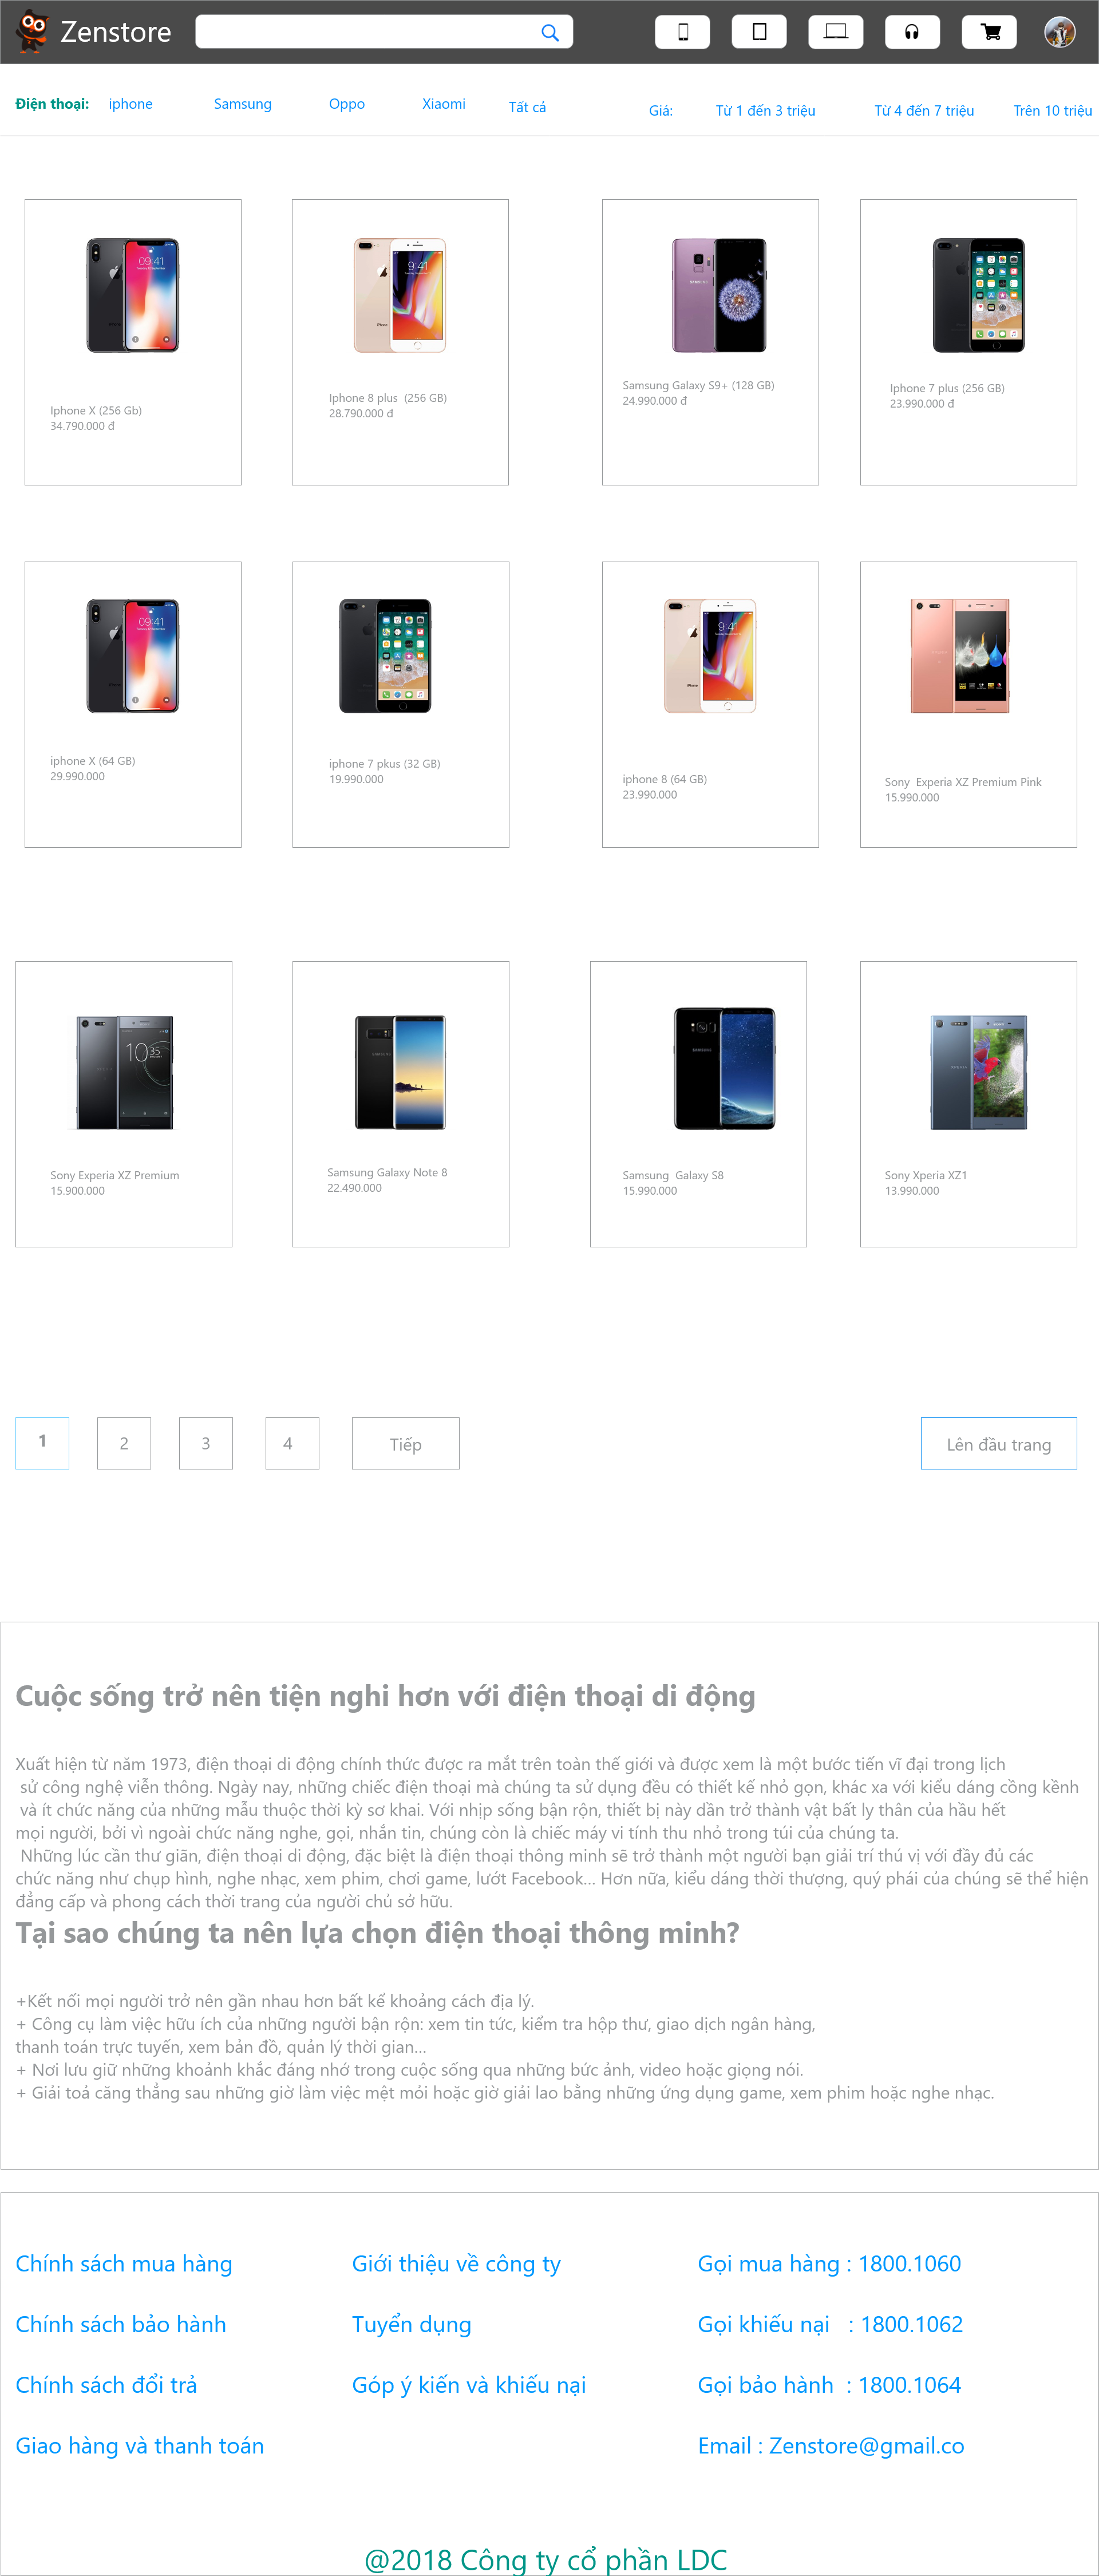 Zenstore
Điện thoại: iphone Samsung Oppo Xiaomi Tất cả Giá: Từ 1 đến 3 triệu Từ 4 đến 7 triệu Trên 10 triệu
09:41
9:41
SAMSUNG
Iphone X (256 Gb)
34.790.000 đ
Iphone 8 plus (256 GB)
28.790.000 đ
Samsung Galaxy S9+ (128 GB)
24.990.000 đ
Iphone 7 plus (256 GB)
23.990.000 đ
09:41
9:41
iphone X (64 GB)
29.990.000
iphone 7 pkus (32 GB)
19.990.000
iphone 8 (64 GB)
23.990.000
Sony Experia XZ Premium Pink
15.990.000
10 35
SAMSUNG
SAMSUNG
XPERIA
SONY
Sony Experia XZ Premium
15.900.000
Samsung Galaxy Note 8
22.490.000
Samsung Galaxy S8
15.990.000
Sony Xperia XZ1
13.990.000
1 2 3 4 Tiếp Lên đầu trang
Cuộc sống trở nên tiện nghi hơn với điện thoại di động
Xuất hiện từ năm 1973, điện thoại di động chính thức được ra mắt trên toàn thế giới và được xem là một bước tiến vĩ đại trong lịch
sử công nghệ viễn thông. Ngày nay, những chiếc điện thoại mà chúng ta sử dụng đều có thiết kế nhỏ gọn, khác xa với kiểu dáng cồng kềnh
và ít chức năng của những mẫu thuộc thời kỳ sơ khai. Với nhịp sống bận rộn, thiết bị này dần trở thành vật bất ly thân của hầu hết
mọi người, bởi vì ngoài chức năng nghe, gọi, nhắn tin, chúng còn là chiếc máy vi tính thu nhỏ trong túi của chúng ta.
Những lúc cần thư giãn, điện thoại di động, đặc biệt là điện thoại thông minh sẽ trở thành một người bạn giải trí thú vị với đầy đủ các
chức năng như chụp hình, nghe nhạc, xem phim, chơi game, lướt Facebook... Hơn nữa, kiểu dáng thời thượng, quý phái của chúng sẽ thể hiện
đẳng cấp và phong cách thời trang của người chủ sở hữu.
Tại sao chúng ta nên lựa chọn điện thoại thông minh?
+Kết nối mọi người trở nên gần nhau hơn bất kể khoảng cách địa lý.
+ Công cụ làm việc hữu ích của những người bận rộn: xem tin tức, kiểm tra hộp thư, giao dịch ngân hàng,
thanh toán trực tuyến, xem bản đồ, quản lý thời gian...
+ Nơi lưu giữ những khoảnh khắc đáng nhớ trong cuộc sống qua những bức ảnh, video hoặc giọng nói.
+ Giải toả căng thẳng sau những giờ làm việc mệt mỏi hoặc giờ giải lao bằng những ứng dụng game, xem phim hoặc nghe nhạc.
Chính sách mua hàng Giới thiệu về công ty Gọi mua hàng : 1800.1060
Chính sách bảo hành Tuyển dụng Gọi khiếu nại : 1800.1062
Chính sách đổi trả Góp ý kiến và khiếu nại Gọi bảo hành : 1800.1064
Giao hàng và thanh toán Email : Zenstore@gmail.co
@2018 Công ty cổ phần LDC